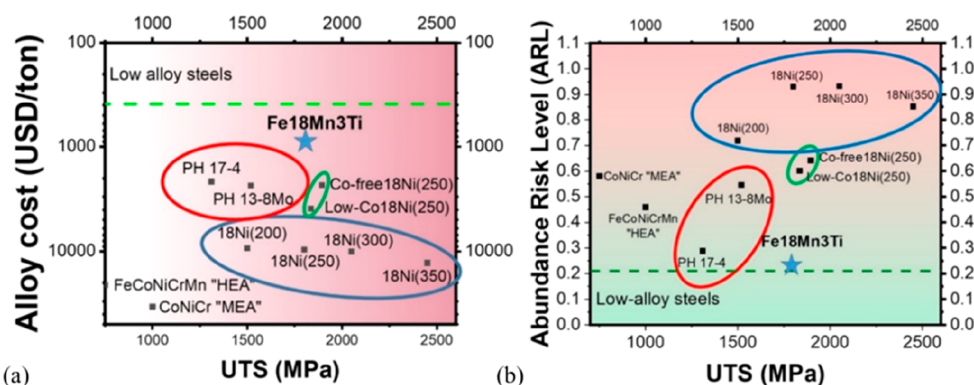 1000 1500 2000 2500
100 100
Low alloy steels
Fe18Mn3Ti
1000 1000
PH 17-4
PH 13-8Mo
Co-free18Ni(250)
Low-Co18Ni(250)
18Ni(200)
18Ni(250)
18Ni(300)
18Ni(350)
10000 10000
FeCoNiCrMn "HEA"
CoNiCr "MEA"
1000 1500 2000 2500
Alloy cost (USD/ton)
UTS (MPa)
(a)
1000 1500 2000 2500
1.1 1.1
1.0 1.0
0.9 0.9
0.8 0.8
0.7 0.7
0.6 0.6
0.5 0.5
0.4 0.4
0.3 0.3
0.2 0.2
0.1 0.1
0.0 0.0
18Ni(250)
18Ni(300)
18Ni(350)
18Ni(200)
Co-free18Ni(250)
Low-Co18Ni(250)
CoNiCr "MEA"
FeCoNiCrMn
"HEA"
PH 13-8Mo
PH 17-4
Fe18Mn3Ti
Low-alloy steels
1000 1500 2000 2500
Abundance Risk Level (ARL)
UTS (MPa)
(b)